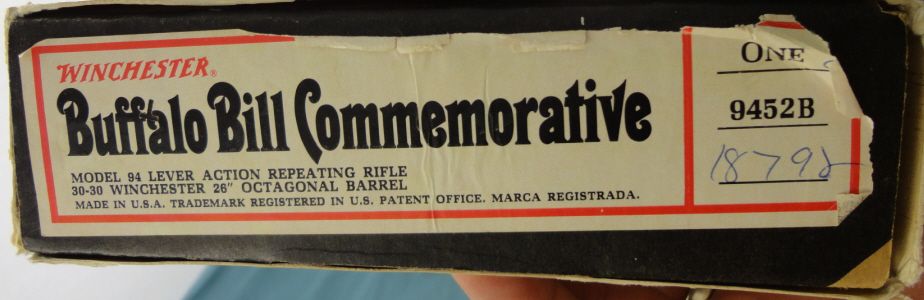 WINCHESTER®
Buffalo Bill Commemorative
MODEL 94 LEVER ACTION REPEATING RIFLE
30-30 WINCHESTER 26" OCTAGONAL BARREL
MADE IN U.S.A. TRADEMARK REGISTERED IN U.S. PATENT OFFICE. MARCA REGISTRADA.
ONE
9452B
18792